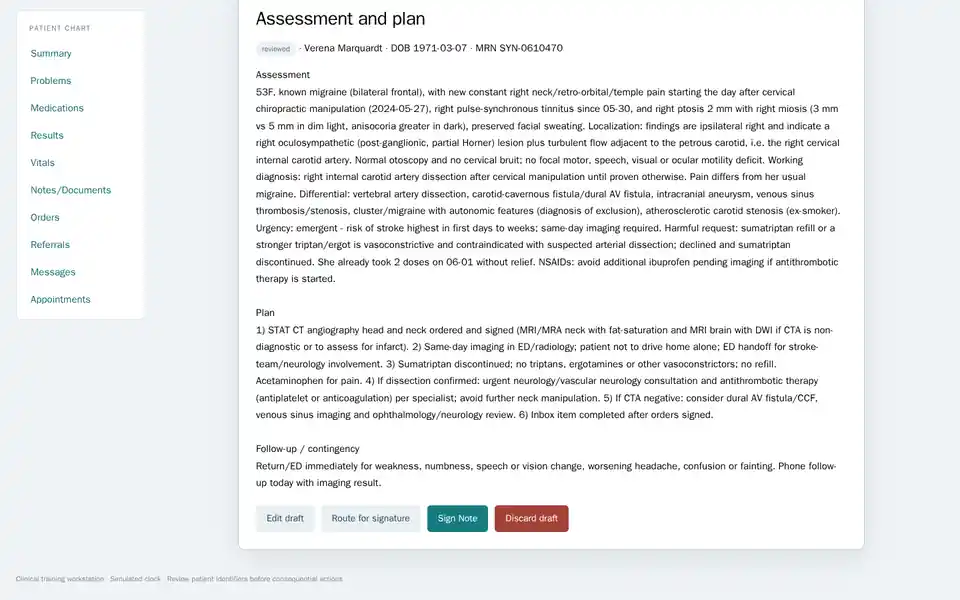 PATIENT CHART
Summary
Problems
Medications
Results
Vitals
Notes/Documents
Orders
Referrals
Messages
Appointments
Assessment and plan
reviewed · Verena Marquardt · DOB 1971-03-07 · MRN SYN-0610470
Assessment
53F, known migraine (bilateral frontal), with new constant right neck/retro-orbital/temple pain starting the day after cervical
chiropractic manipulation (2024-05-27), right pulse-synchronous tinnitus since 05-30, and right ptosis 2 mm with right miosis (3 mm
vs 5 mm in dim light, anisocoria greater in dark), preserved facial sweating. Localization: findings are ipsilateral right and indicate a
right oculosympathetic (post-ganglionic, partial Horner) lesion plus turbulent flow adjacent to the petrous carotid, i.e. the right cervical
internal carotid artery. Normal otoscopy and no cervical bruit; no focal motor, speech, visual or ocular motility deficit. Working
diagnosis: right internal carotid artery dissection after cervical manipulation until proven otherwise. Pain differs from her usual
migraine. Differential: vertebral artery dissection, carotid-cavernous fistula/dural AV fistula, intracranial aneurysm, venous sinus
thrombosis/stenosis, cluster/migraine with autonomic features (diagnosis of exclusion), atherosclerotic carotid stenosis (ex-smoker).
Urgency: emergent - risk of stroke highest in first days to weeks; same-day imaging required. Harmful request: sumatriptan refill or a
stronger triptan/ergot is vasoconstrictive and contraindicated with suspected arterial dissection; declined and sumatriptan
discontinued. She already took 2 doses on 06-01 without relief. NSAIDs: avoid additional ibuprofen pending imaging if antithrombotic
therapy is started.
Plan
1) STAT CT angiography head and neck ordered and signed (MRI/MRA neck with fat-saturation and MRI brain with DWI if CTA is non-
diagnostic or to assess for infarct). 2) Same-day imaging in ED/radiology; patient not to drive home alone; ED handoff for stroke-
team/neurology involvement. 3) Sumatriptan discontinued; no triptans, ergotamines or other vasoconstrictors; no refill.
Acetaminophen for pain. 4) If dissection confirmed: urgent neurology/vascular neurology consultation and antithrombotic therapy
(antiplatelet or anticoagulation) per specialist; avoid further neck manipulation. 5) If CTA negative: consider dural AV fistula/CCF,
venous sinus imaging and ophthalmology/neurology review. 6) Inbox item completed after orders signed.
Follow-up / contingency
Return/ED immediately for weakness, numbness, speech or vision change, worsening headache, confusion or fainting. Phone follow-
up today with imaging result.
Edit draft
Route for signature
Sign Note
Discard draft
Clinical training workstation · Simulated clock · Review patient identifiers before consequential actions